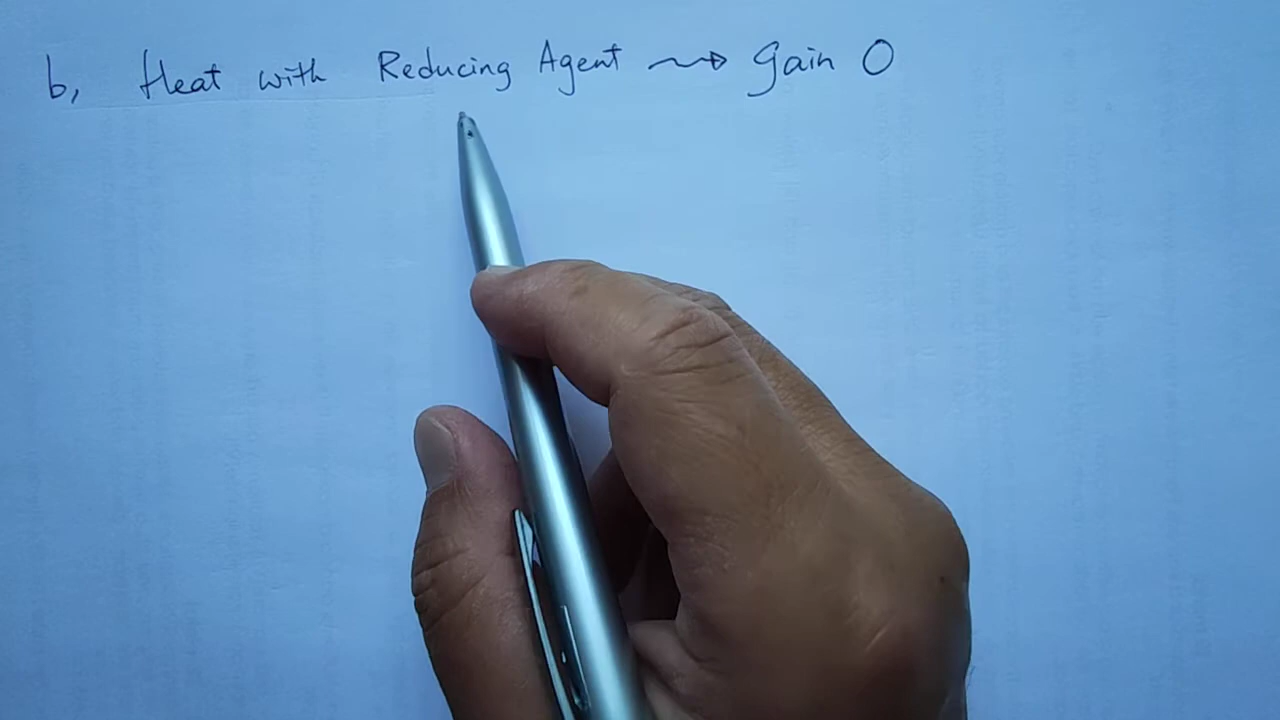 b, Heat with Reducing Agent ⇝ gain O